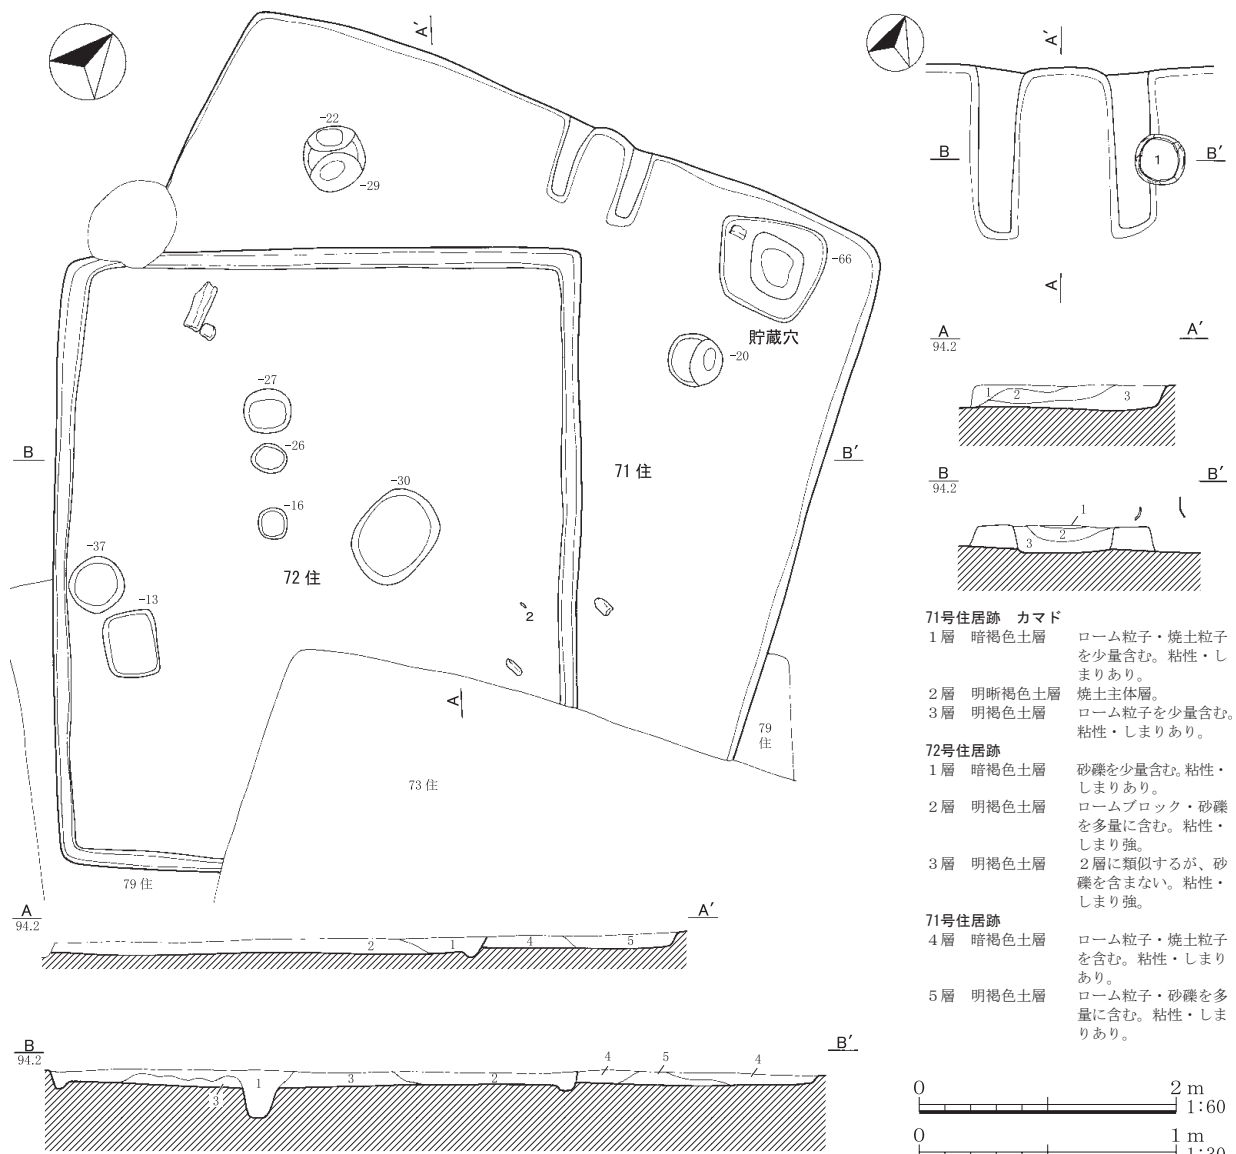 A′
-22
-29
-66
貯蔵穴
-20
-27
-26
-16
-30
B
B′
71 住
-37
-13
72 住
2
A
79
住
73 住
79 住
A′
B
1
B′
A
A
94.2
A′
1
2
3
B
94.2
B′
1
2
3
71号住居跡 カマド
1層 暗褐色土層 ローム粒子・焼土粒子
を少量含む。粘性・し
まりあり。
2層 明晰褐色土層 焼土主体層。
3層 明褐色土層 ローム粒子を少量含む。
粘性・しまりあり。
72号住居跡
1層 暗褐色土層 砂礫を少量含む。粘性・
しまりあり。
2層 明褐色土層 ロームブロック・砂礫
を多量に含む。粘性・
しまり強。
3層 明褐色土層 2層に類似するが、砂
礫を含まない。粘性・
しまり強。
71号住居跡
4層 暗褐色土層 ローム粒子・焼土粒子
を含む。粘性・しまり
あり。
5層 明褐色土層 ローム粒子・砂礫を多
量に含む。粘性・しま
りあり。
A
94.2
A′
2
1
4
5
B
94.2
B′
3
1
3
2
4
5
4
0
2 m
1:60
0
1 m
1:30